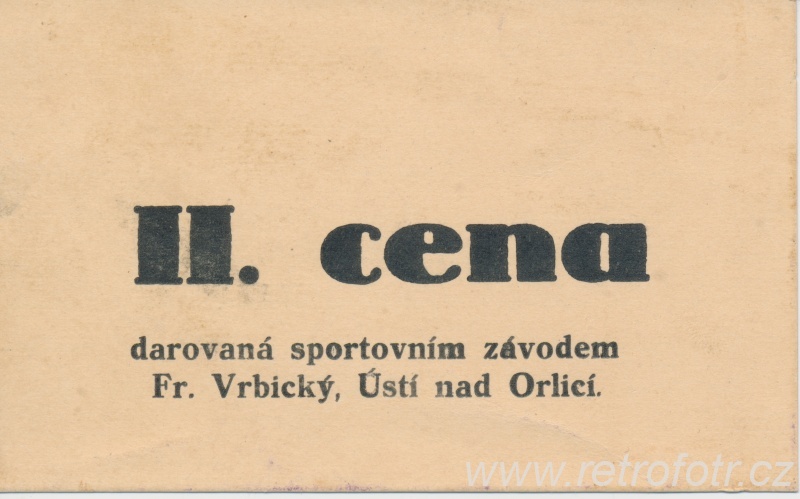 II. cena
darovaná sportovním závodem
Fr. Vrbický, Ústí nad Orlicí.
www.retrofotr.cz